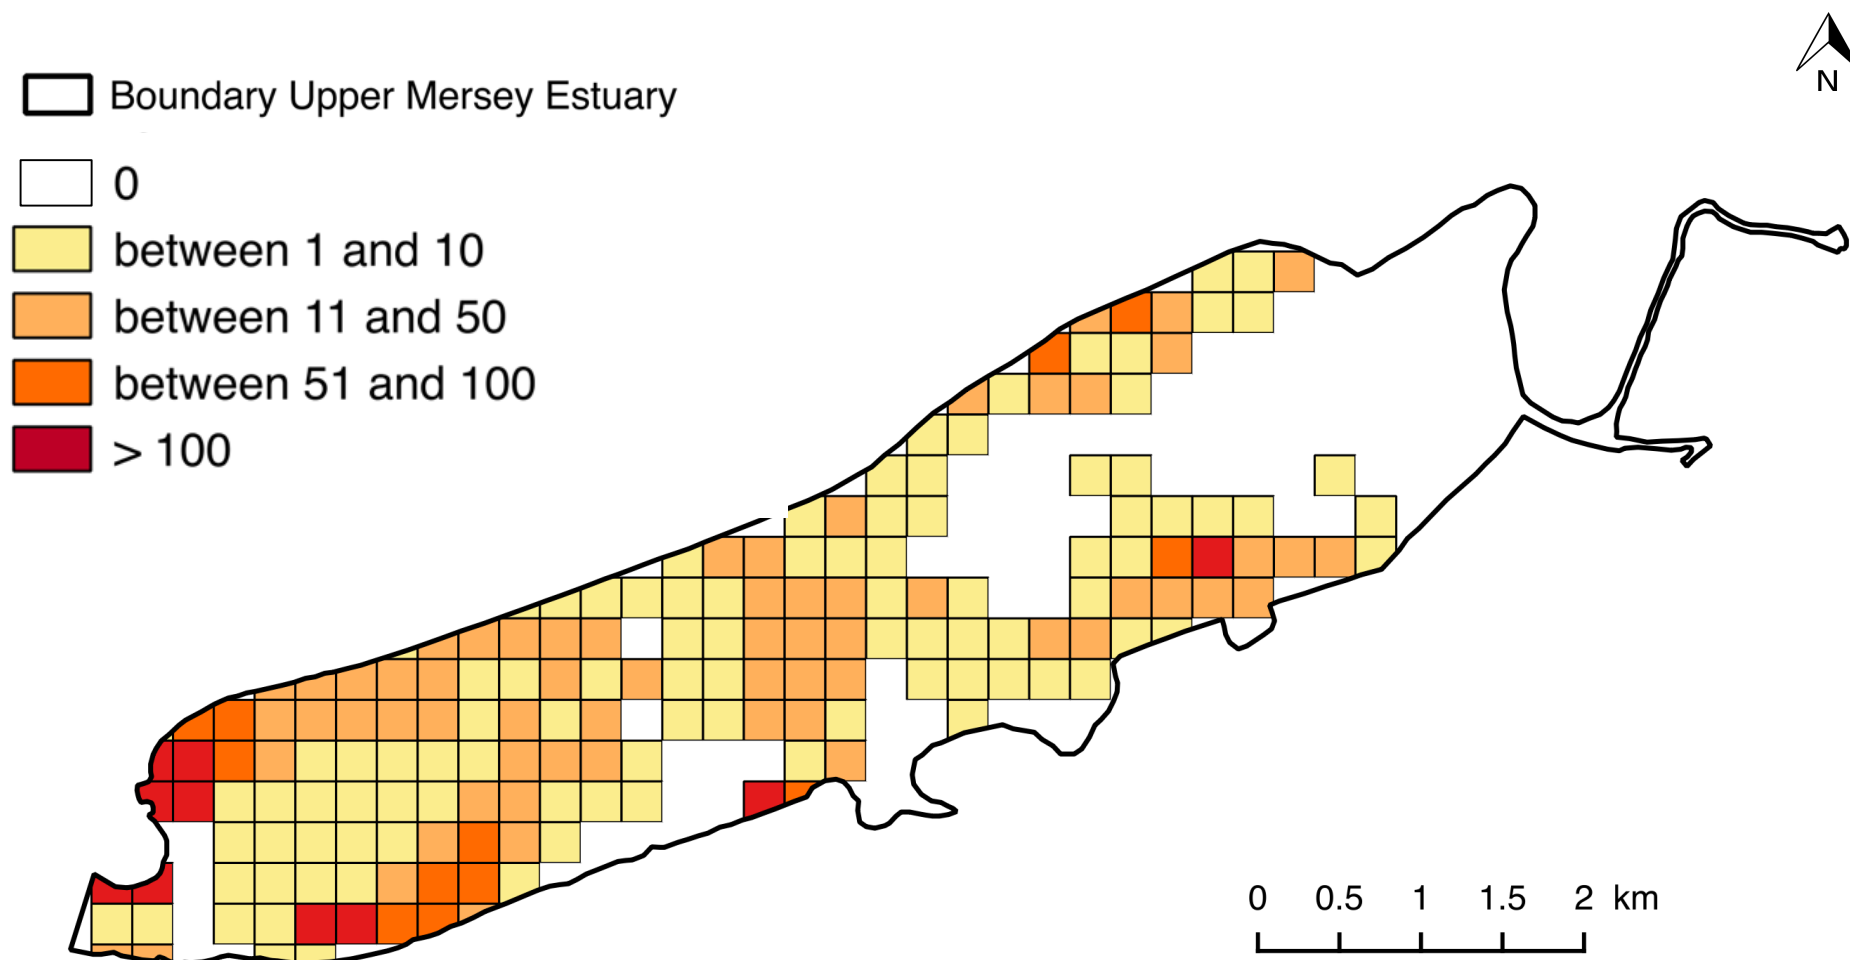 N
Boundary Upper Mersey Estuary
0
between 1 and 10
between 11 and 50
between 51 and 100
> 100
0 0.5 1 1.5 2 km